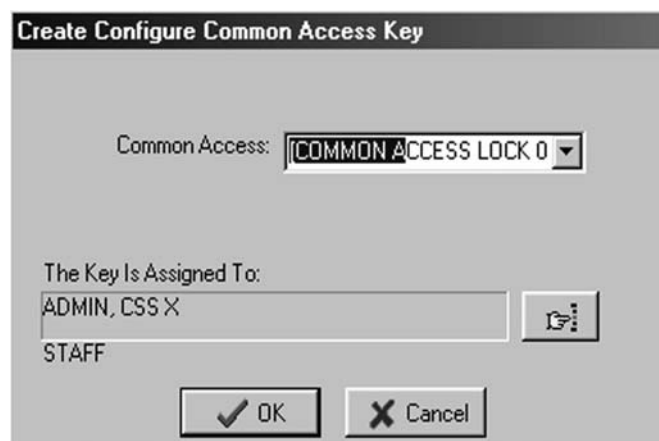 Create Configure Common Access Key
Common Access: [COMMON ACCESS LOCK 0
The Key Is Assigned To:
ADMIN, CSS X
STAFF
OK Cancel